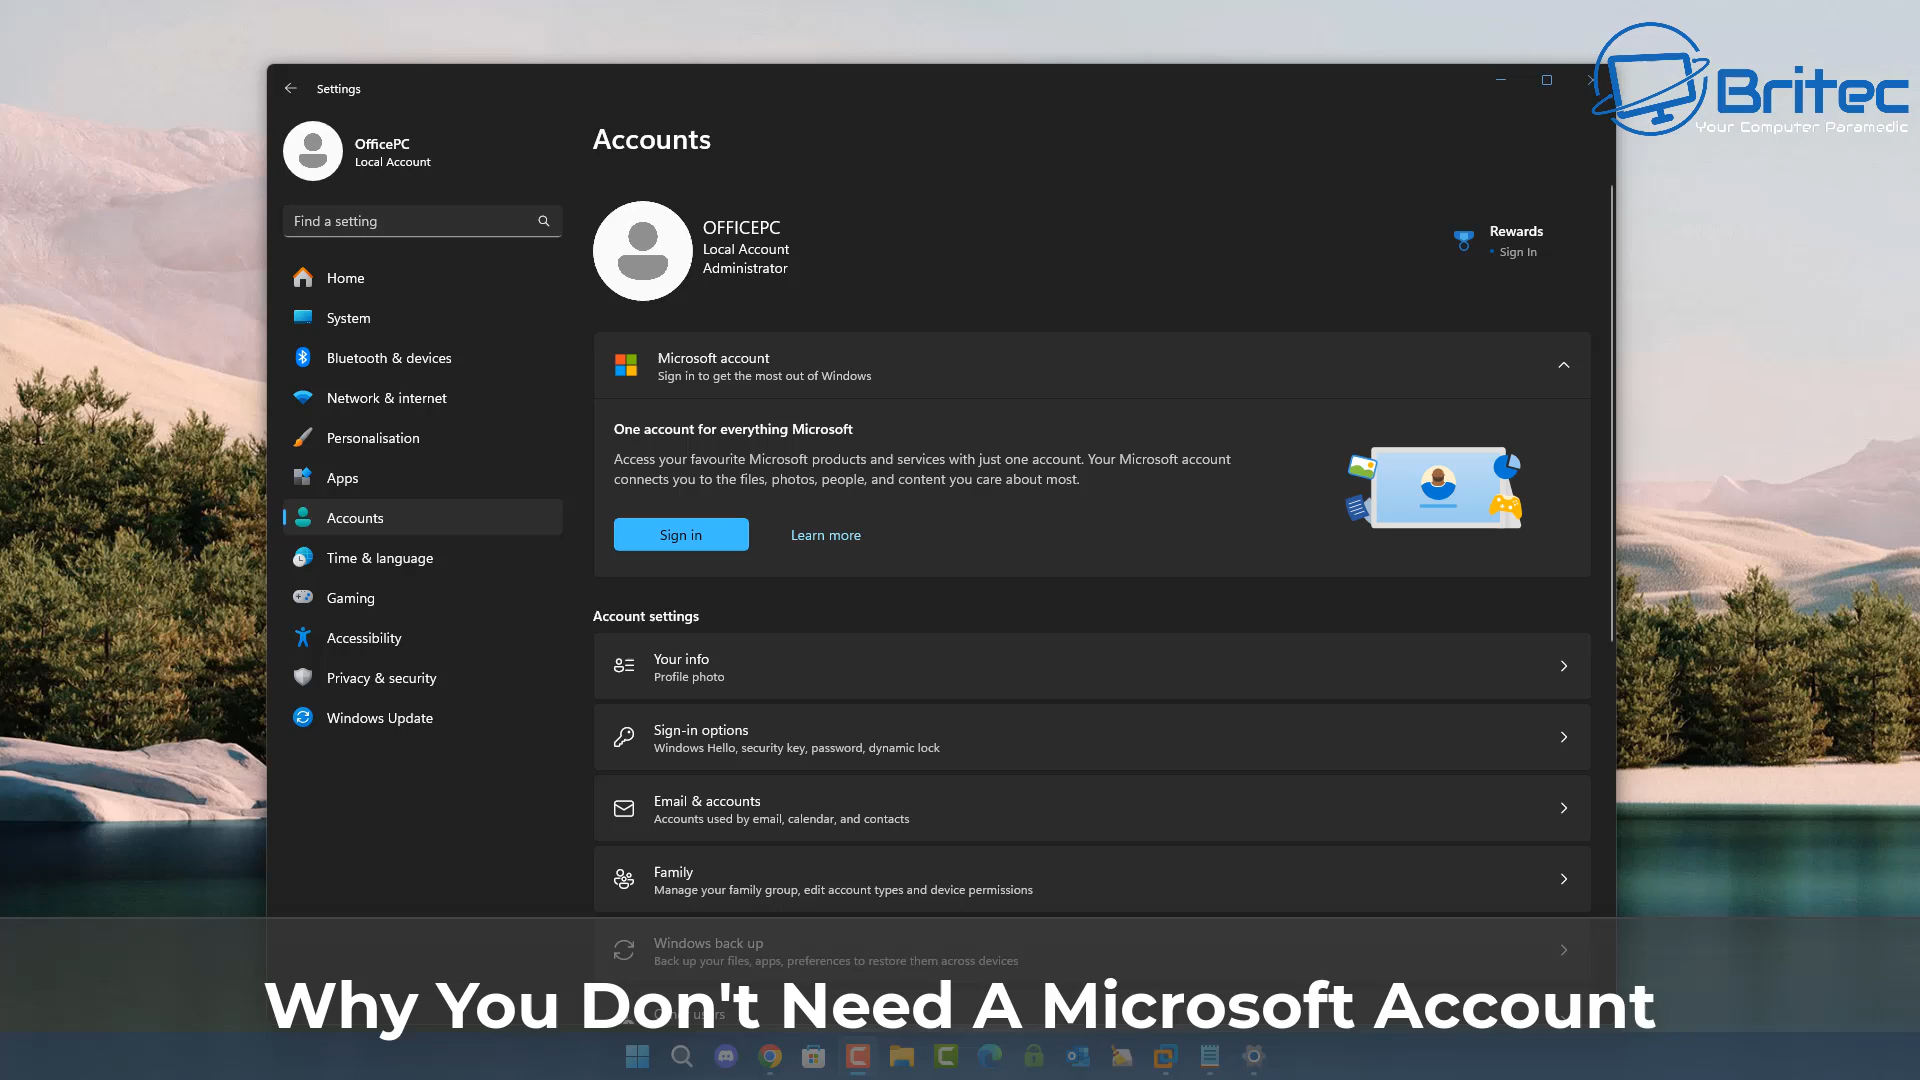 Settings
OfficePC
Local Account
Find a setting
Home
System
Bluetooth & devices
Network & internet
Personalisation
Apps
Accounts
Time & language
Gaming
Accessibility
Privacy & security
Windows Update
Accounts
OFFICEPC
Local Account
Administrator
Rewards
Sign In
Microsoft account
Sign in to get the most out of Windows
One account for everything Microsoft
Access your favourite Microsoft products and services with just one account. Your Microsoft account
connects you to the files, photos, people, and content you care about most.
Sign in
Learn more
Account settings
Your info
Profile photo
Sign-in options
Windows Hello, security key, password, dynamic lock
Email & accounts
Accounts used by email, calendar, and contacts
Family
Manage your family group, edit account types and device permissions
Windows back up
Back up your files, apps, preferences to restore them across devices
Other users
Why You Don't Need A Microsoft Account
Britec
Your Computer Paramedic